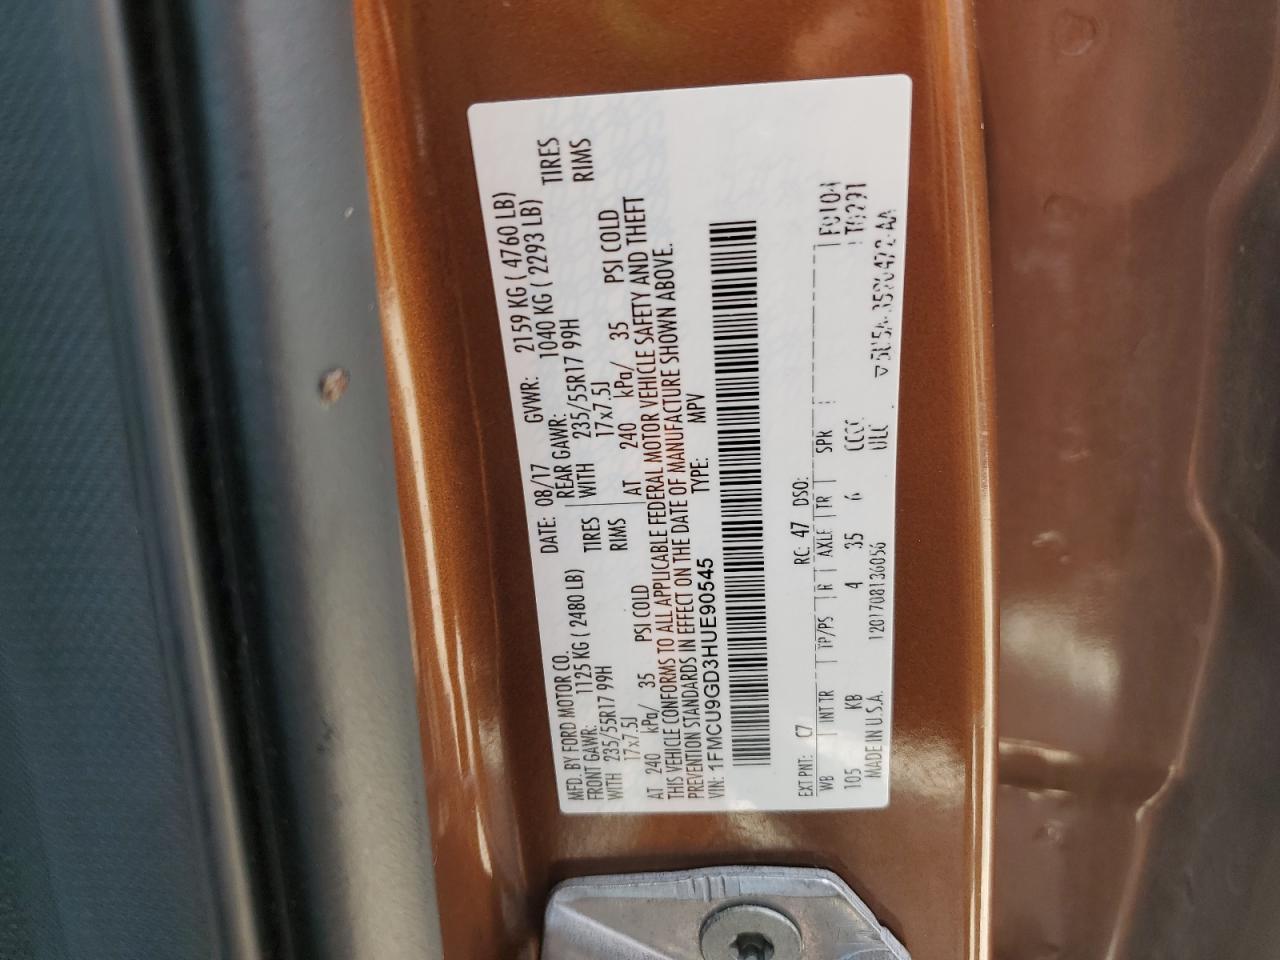 MFD. BY FORD MOTOR CO.
DATE: 08/17 GVWR: 2159 KG ( 4760 LB)
FRONT GAWR: 1125 KG ( 2480 LB) REAR GAWR: 1040 KG ( 2293 LB)
WITH 235/55R17 99H TIRES WITH 235/55R17 99H TIRES
17x7.5J RIMS 17x7.5J RIMS
AT 240 kPa/ 35 PSI COLD AT 240 kPa/ 35 PSI COLD
THIS VEHICLE CONFORMS TO ALL APPLICABLE FEDERAL MOTOR VEHICLE SAFETY AND THEFT
PREVENTION STANDARDS IN EFFECT ON THE DATE OF MANUFACTURE SHOWN ABOVE.
VIN: 1FMCU9GD3HUE90545 TYPE: MPV
EXT PNT: C7 RC: 47 DSO:
WB INT TR TP/PS R AXLE TR SPR
105 KB 4 35 6
MADE IN U.S.A. 1201708136056